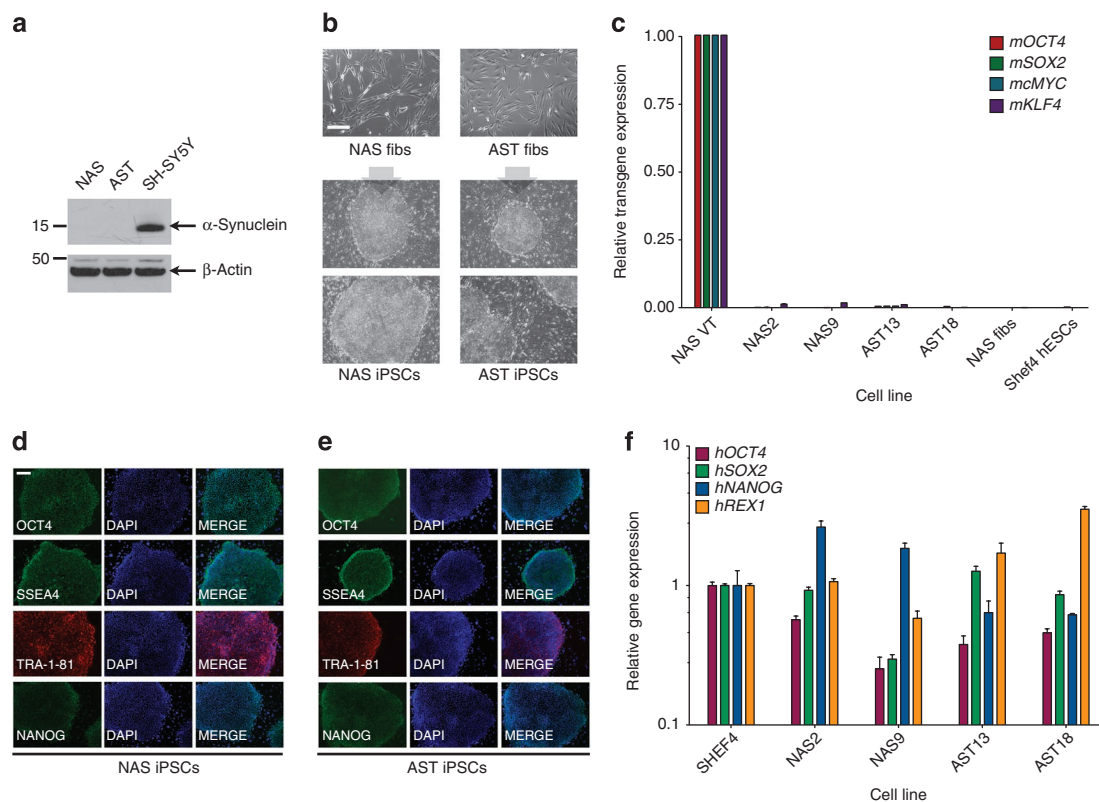 a
NAS
AST
SH-SY5Y
15
α-Synuclein
50
β-Actin
b
NAS fibs
AST fibs
NAS iPSCs
AST iPSCs
c
1.00
0.75
0.50
0.25
0.00
Relative transgene expression
mOCT4
mSOX2
mcMYC
mKLF4
NAS VT
NAS2
NAS9
AST13
AST18
NAS fibs
Shef4 hESCs
Cell line
d
OCT4
DAPI
MERGE
SSEA4
DAPI
MERGE
TRA-1-81
DAPI
MERGE
NANOG
DAPI
MERGE
NAS iPSCs
e
OCT4
DAPI
MERGE
SSEA4
DAPI
MERGE
TRA-1-81
DAPI
MERGE
NANOG
DAPI
MERGE
AST iPSCs
f
10
1
0.1
Relative gene expression
hOCT4
hSOX2
hNANOG
hREX1
SHEF4
NAS2
NAS9
AST13
AST18
Cell line